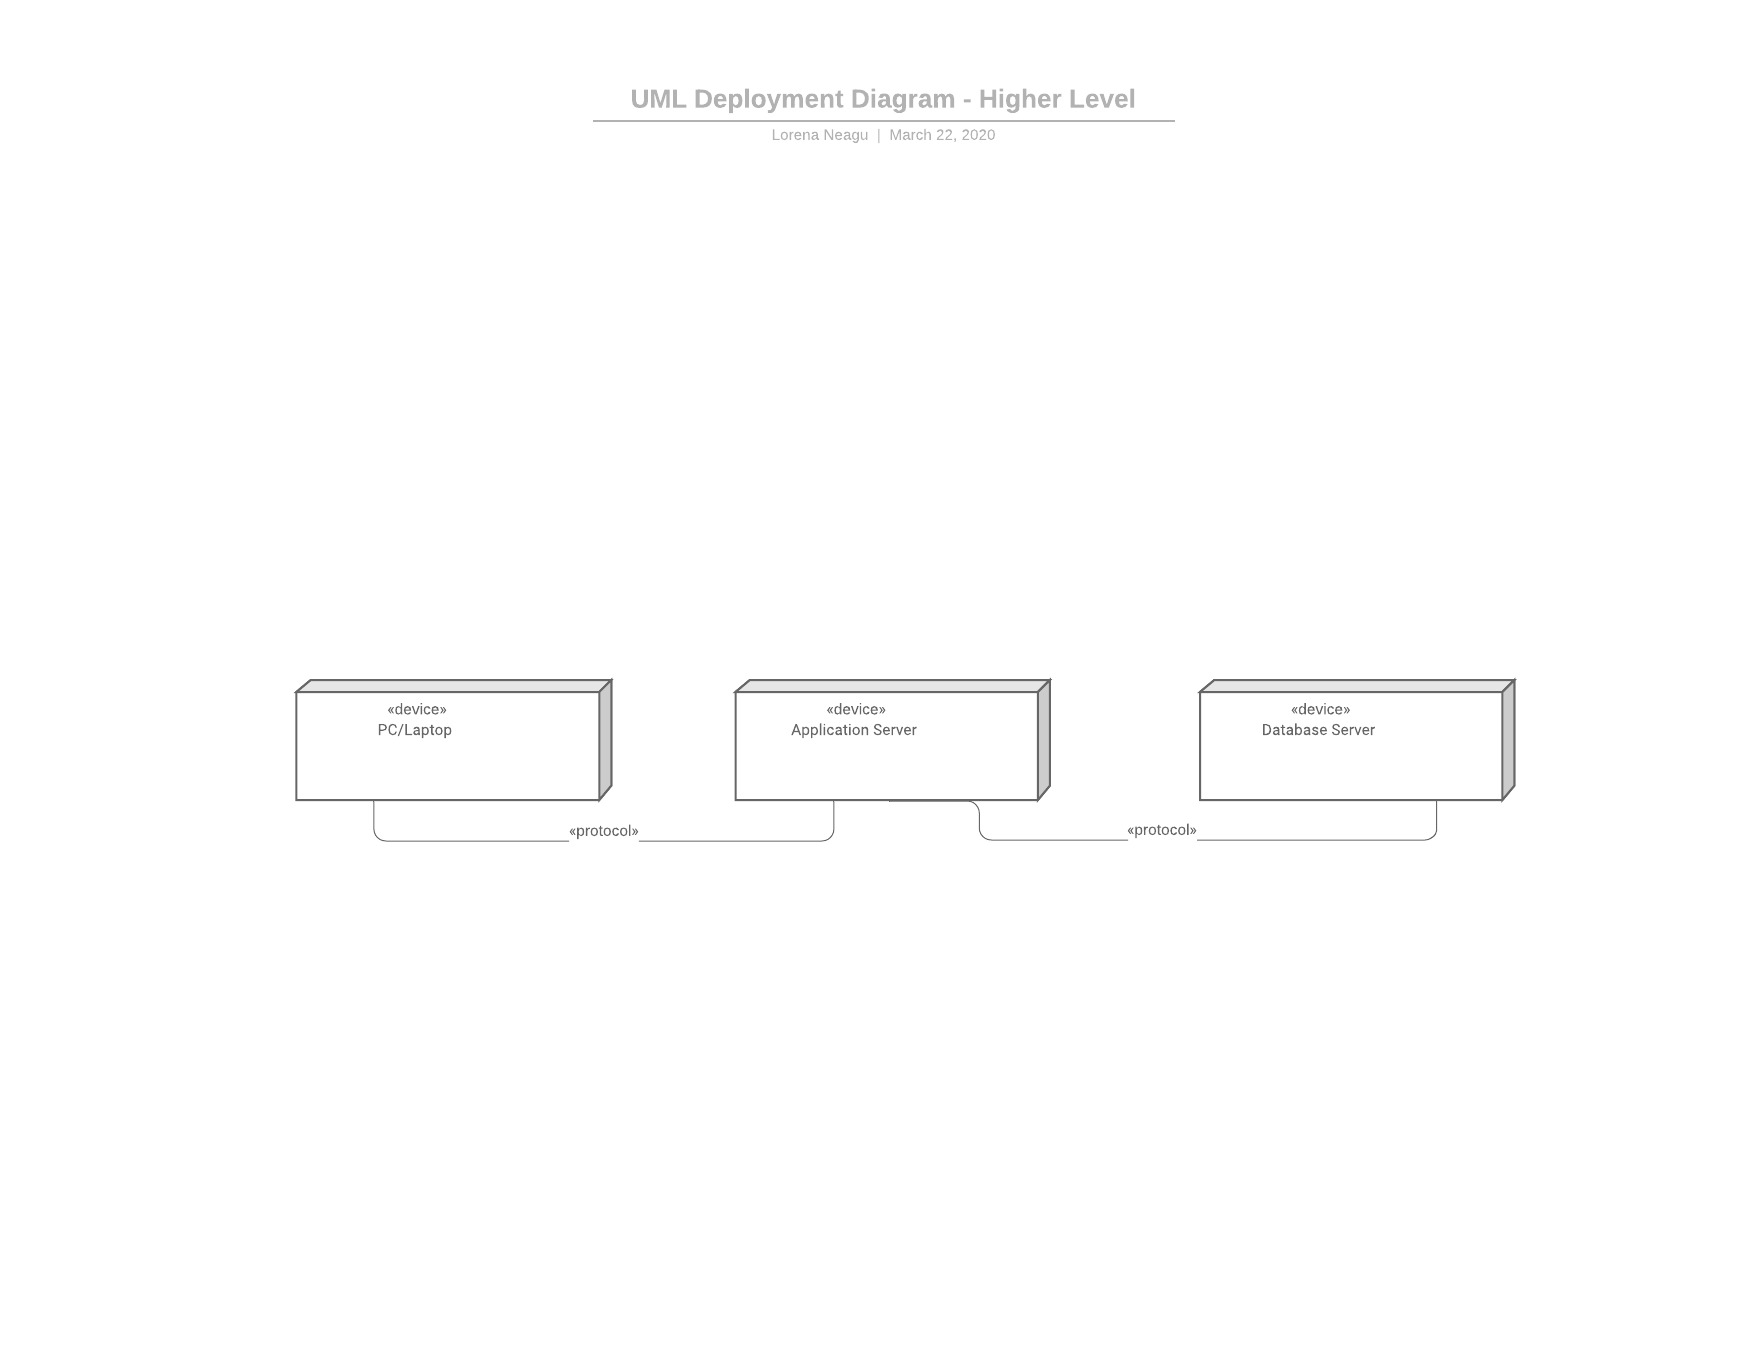 UML Deployment Diagram - Higher Level
Lorena Neagu | March 22, 2020
«device»
PC/Laptop
«device»
Application Server
«device»
Database Server
«protocol»
«protocol»